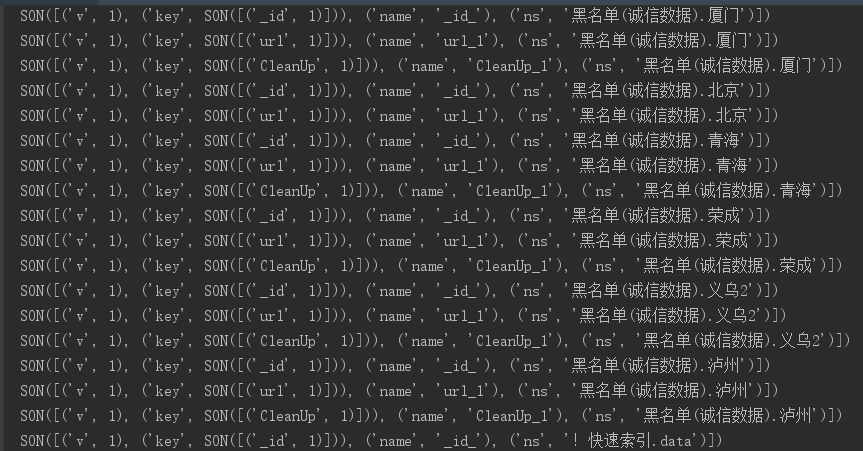 SON([('v', 1), ('key', SON([('_id', 1)])), ('name', '_id_'), ('ns', '黑名单(诚信数据).厦门')])
SON([('v', 1), ('key', SON([('url', 1)])), ('name', 'url_1'), ('ns', '黑名单(诚信数据).厦门')])
SON([('v', 1), ('key', SON([('CleanUp', 1)])), ('name', 'CleanUp_1'), ('ns', '黑名单(诚信数据).厦门')])
SON([('v', 1), ('key', SON([('_id', 1)])), ('name', '_id_'), ('ns', '黑名单(诚信数据).北京')])
SON([('v', 1), ('key', SON([('url', 1)])), ('name', 'url_1'), ('ns', '黑名单(诚信数据).北京')])
SON([('v', 1), ('key', SON([('_id', 1)])), ('name', '_id_'), ('ns', '黑名单(诚信数据).青海')])
SON([('v', 1), ('key', SON([('url', 1)])), ('name', 'url_1'), ('ns', '黑名单(诚信数据).青海')])
SON([('v', 1), ('key', SON([('CleanUp', 1)])), ('name', 'CleanUp_1'), ('ns', '黑名单(诚信数据).青海')])
SON([('v', 1), ('key', SON([('_id', 1)])), ('name', '_id_'), ('ns', '黑名单(诚信数据).荣成')])
SON([('v', 1), ('key', SON([('url', 1)])), ('name', 'url_1'), ('ns', '黑名单(诚信数据).荣成')])
SON([('v', 1), ('key', SON([('CleanUp', 1)])), ('name', 'CleanUp_1'), ('ns', '黑名单(诚信数据).荣成')])
SON([('v', 1), ('key', SON([('_id', 1)])), ('name', '_id_'), ('ns', '黑名单(诚信数据).义乌2')])
SON([('v', 1), ('key', SON([('url', 1)])), ('name', 'url_1'), ('ns', '黑名单(诚信数据).义乌2')])
SON([('v', 1), ('key', SON([('CleanUp', 1)])), ('name', 'CleanUp_1'), ('ns', '黑名单(诚信数据).义乌2')])
SON([('v', 1), ('key', SON([('_id', 1)])), ('name', '_id_'), ('ns', '黑名单(诚信数据).泸州')])
SON([('v', 1), ('key', SON([('url', 1)])), ('name', 'url_1'), ('ns', '黑名单(诚信数据).泸州')])
SON([('v', 1), ('key', SON([('CleanUp', 1)])), ('name', 'CleanUp_1'), ('ns', '黑名单(诚信数据).泸州')])
SON([('v', 1), ('key', SON([('_id', 1)])), ('name', '_id_'), ('ns', '！快速索引.data')])